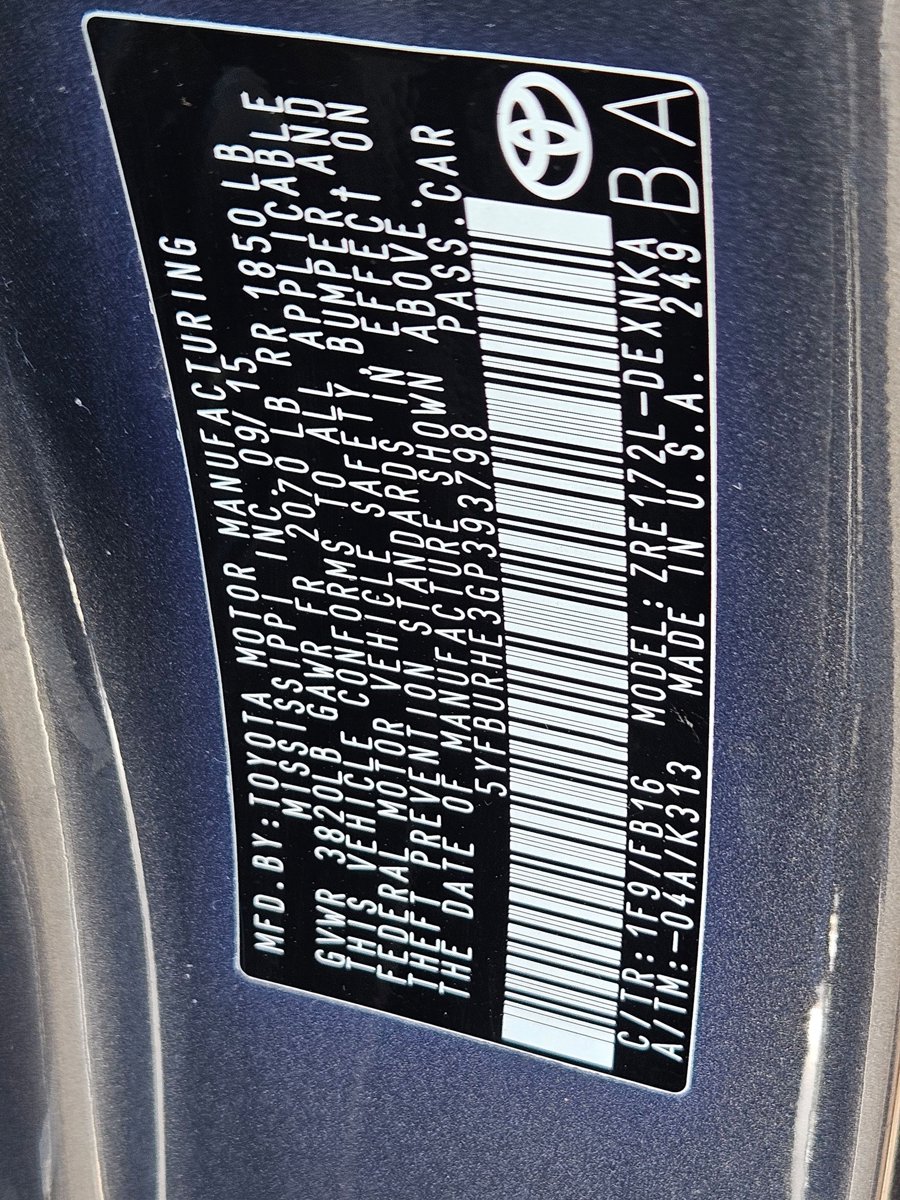 MFD.BY:TOYOTA MOTOR MANUFACTURING
MISSISSIPPI INC. 09/15
GVWR 3820LB GAWR FR 2070 LB RR 1850LB
THIS VEHICLE CONFORMS TO ALL APPLICABLE
FEDERAL MOTOR VEHICLE SAFETY, BUMPER, AND
THEFT PREVENTION STANDARDS IN EFFECT ON
THE DATE OF MANUFACTURE SHOWN ABOVE.
5YFBURHE3GP393798 PASS.CAR
C/TR: 1F9/FB16 MODEL: ZRE172L-DEXNKA
A/TM:-04A/K313 MADE IN U.S.A. 249
BA